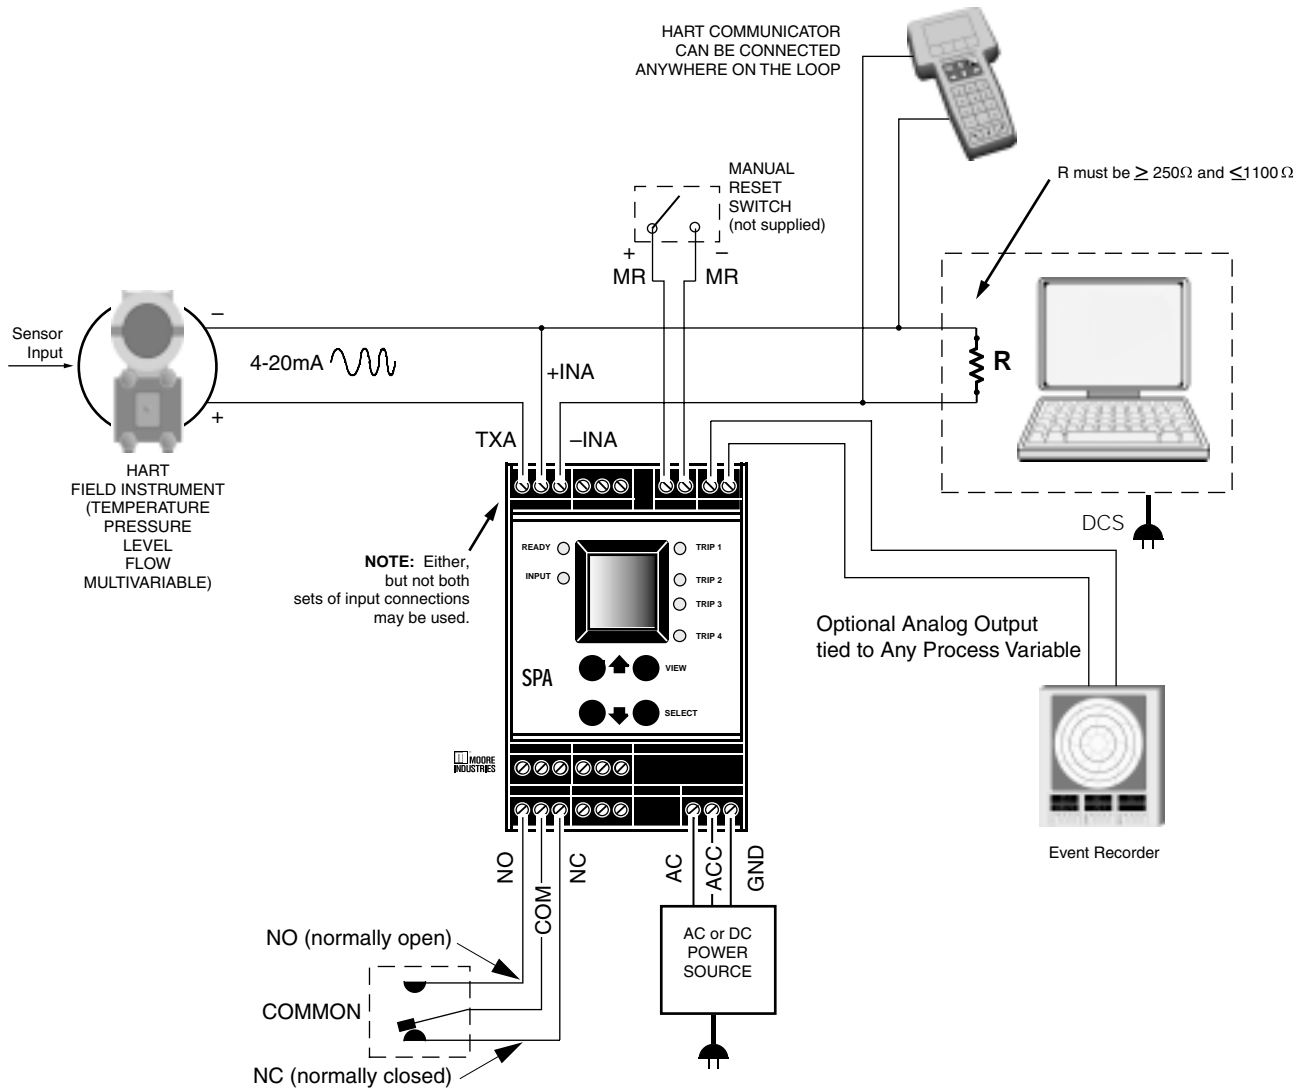 HART COMMUNICATOR
CAN BE CONNECTED
ANYWHERE ON THE LOOP
MANUAL
RESET
SWITCH
(not supplied)
R must be ≥ 250Ω and ≤1100 Ω
+
MR
–
MR
Sensor
Input
–
4-20mA
+
+INA
R
TXA
–INA
HART
FIELD INSTRUMENT
(TEMPERATURE
PRESSURE
LEVEL
FLOW
MULTIVARIABLE)
NOTE: Either,
but not both
sets of input connections
may be used.
DCS
READY
INPUT
TRIP 1
TRIP 2
TRIP 3
TRIP 4
SPA
VIEW
SELECT
Optional Analog Output
tied to Any Process Variable
MOORE
INDUSTRIES
Event Recorder
NO
COM
NC
AC
ACC
GND
NO (normally open)
COMMON
NC (normally closed)
AC or DC
POWER
SOURCE